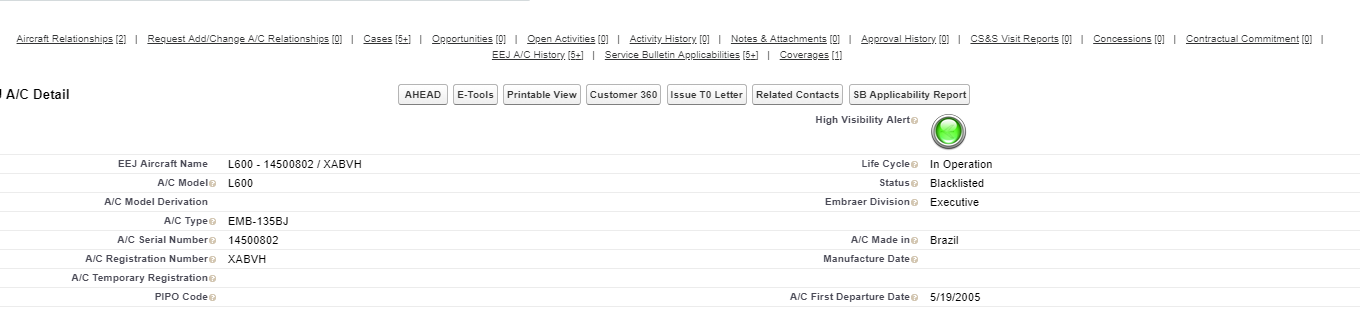 Aircraft Relationships [2] | Request Add/Change A/C Relationships [0] | Cases [5+] | Opportunities [0] | Open Activities [0] | Activity History [0] | Notes & Attachments [0] | Approval History [0] | CS&S Visit Reports [0] | Concessions [0] | Contractual Commitment [0] |
EEJ A/C History [5+] | Service Bulletin Applicabilities [5+] | Coverages [1]
A/C Detail AHEAD E-Tools Printable View Customer 360 Issue T0 Letter Related Contacts SB Applicability Report
High Visibility Alert
EEJ Aircraft Name L600 - 14500802 / XABVH Life Cycle In Operation
A/C Model L600 Status Blacklisted
A/C Model Derivation Embraer Division Executive
A/C Type EMB-135BJ
A/C Serial Number 14500802 A/C Made in Brazil
A/C Registration Number XABVH Manufacture Date
A/C Temporary Registration
PIPO Code A/C First Departure Date 5/19/2005